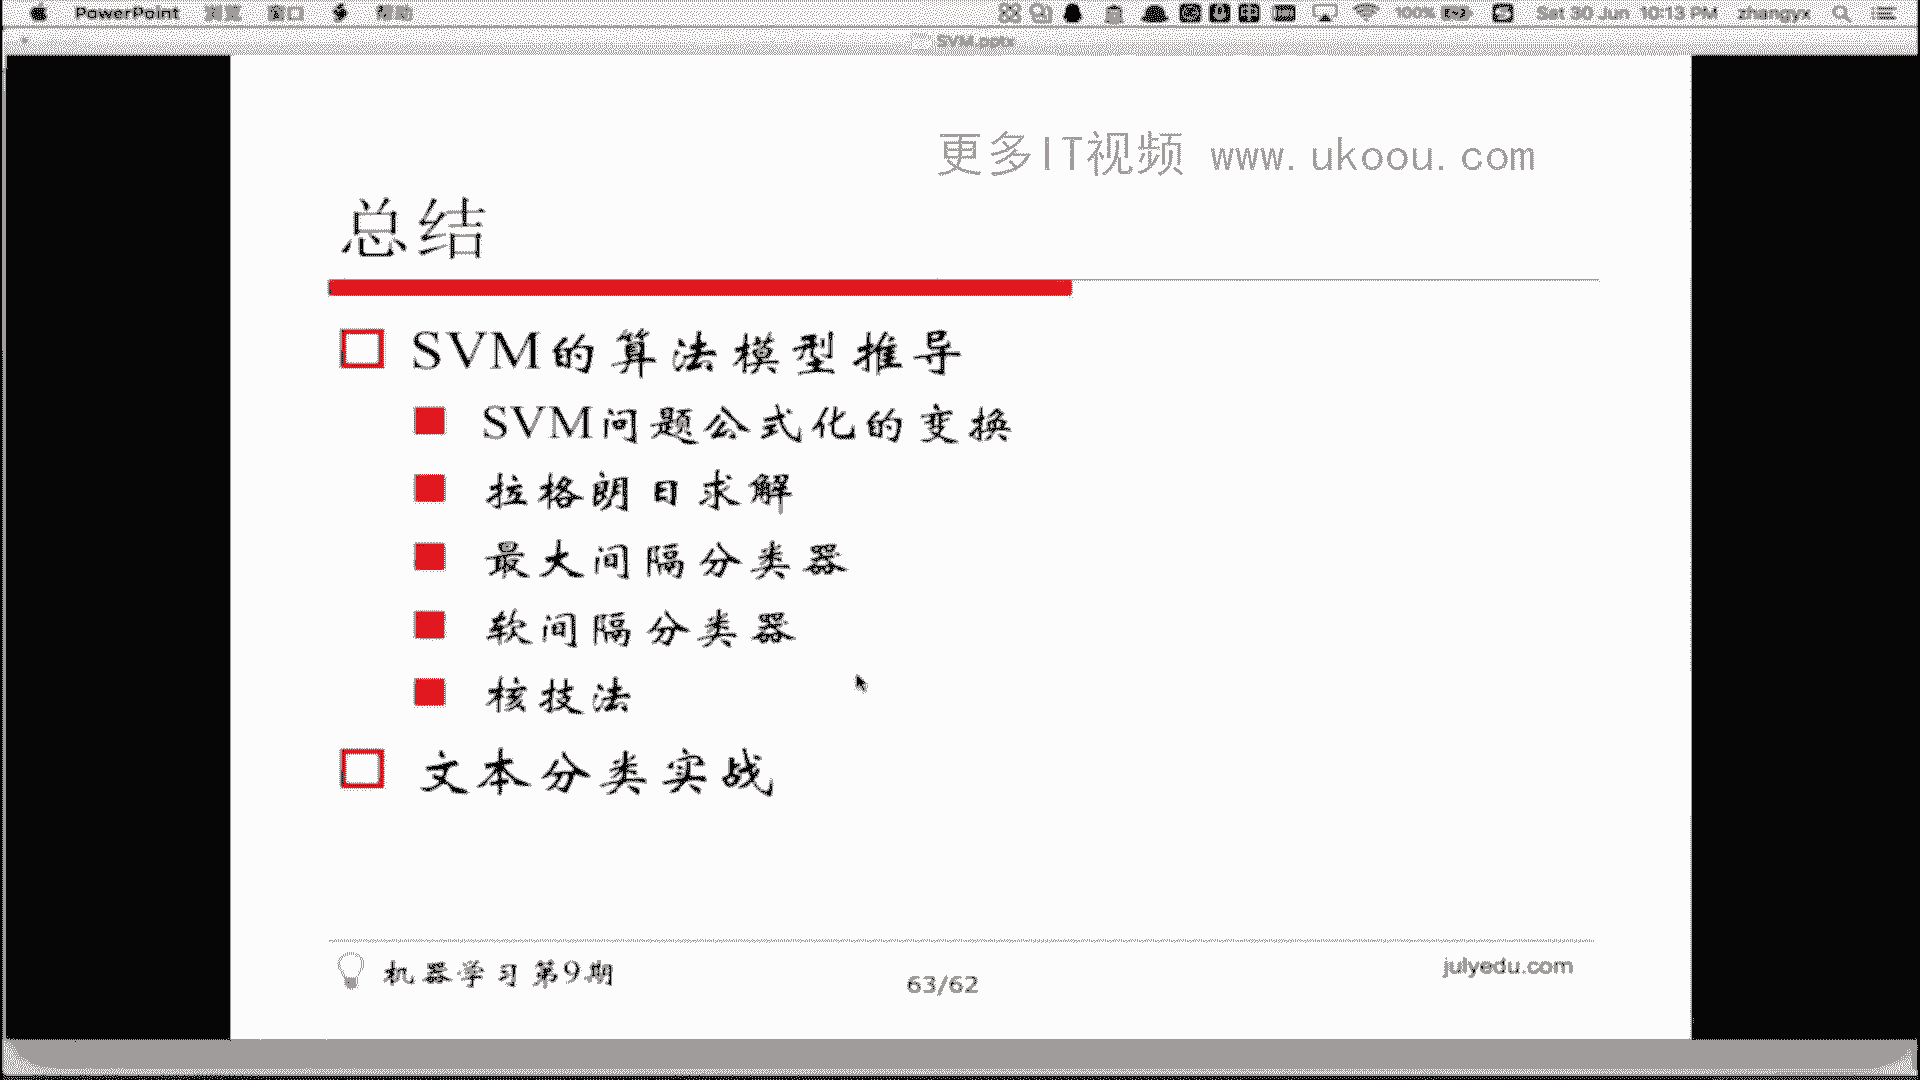 PowerPoint 浏览 窗口 帮助 100% Sat 30 Jun 10:13 PM zhangyx
SVM.pptx
更多IT视频 www.ukoou.com
总结
SVM的算法模型推导
SVM问题公式化的变换
拉格朗日求解
最大间隔分类器
软间隔分类器
核技法
文本分类实战
机器学习第9期
63/62
julyedu.com